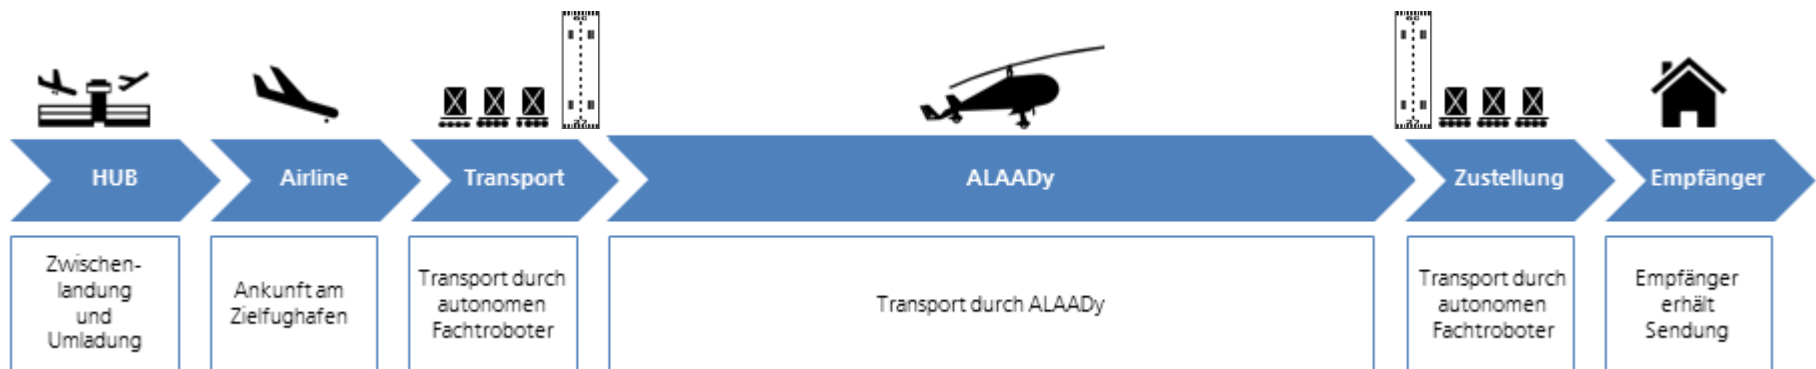 HUB
Airline
Transport
ALAADy
Zustellung
Empfänger
Zwischen-
landung
und
Umladung
Ankunft am
Zielfughafen
Transport durch
autonomen
Fachtroboter
Transport durch ALAADy
Transport durch
autonomen
Fachtroboter
Empfänger
erhält
Sendung